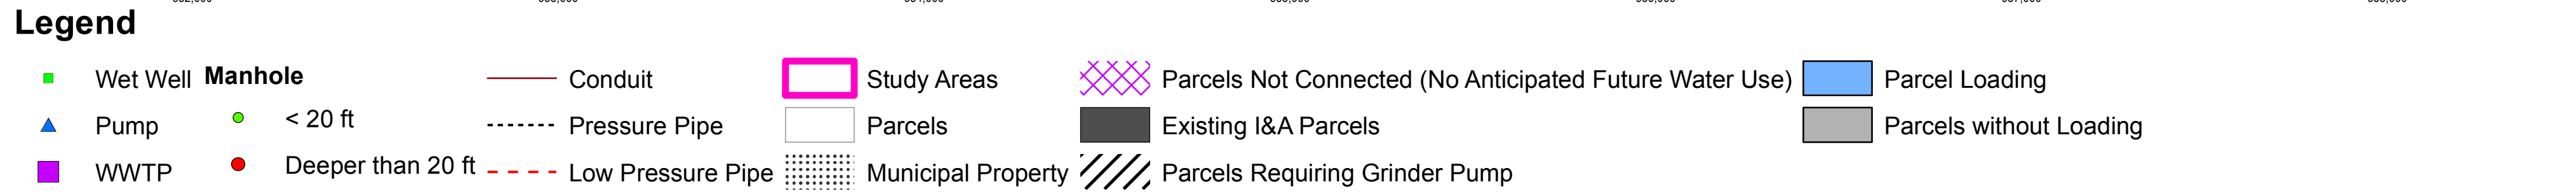 Legend
Wet Well
Pump
WWTP
Manhole
< 20 ft
Deeper than 20 ft
Conduit
Pressure Pipe
Low Pressure Pipe
Study Areas
Parcels
Municipal Property
Parcels Not Connected (No Anticipated Future Water Use)
Existing I&A Parcels
Parcels Requiring Grinder Pump
Parcel Loading
Parcels without Loading